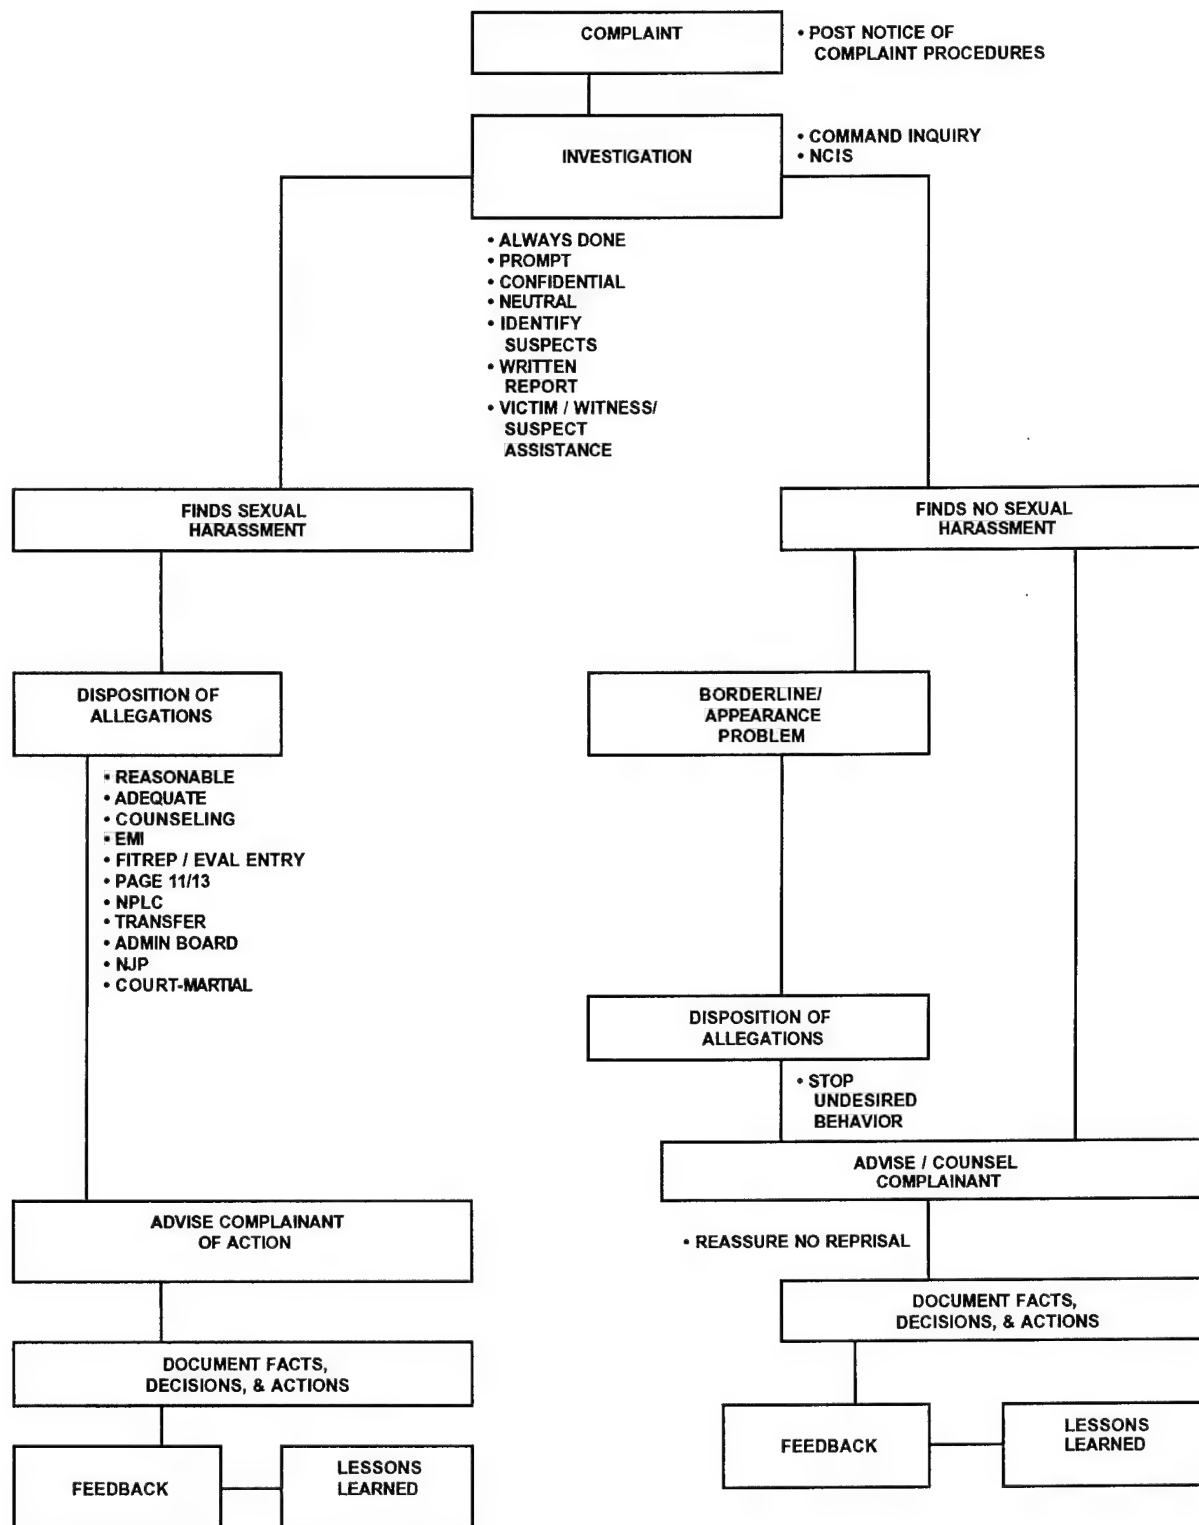 COMPLAINT
• POST NOTICE OF
COMPLAINT PROCEDURES
INVESTIGATION
• COMMAND INQUIRY
• NCIS
• ALWAYS DONE
• PROMPT
• CONFIDENTIAL
• NEUTRAL
• IDENTIFY
SUSPECTS
• WRITTEN
REPORT
• VICTIM / WITNESS/
SUSPECT
ASSISTANCE
FINDS SEXUAL
HARASSMENT
FINDS NO SEXUAL
HARASSMENT
DISPOSITION OF
ALLEGATIONS
• REASONABLE
• ADEQUATE
• COUNSELING
• EMI
• FITREP / EVAL ENTRY
• PAGE 11/13
• NPLC
• TRANSFER
• ADMIN BOARD
• NJP
• COURT-MARTIAL
BORDERLINE/
APPEARANCE
PROBLEM
DISPOSITION OF
ALLEGATIONS
• STOP
UNDESIRED
BEHAVIOR
ADVISE / COUNSEL
COMPLAINANT
ADVISE COMPLAINANT
OF ACTION
• REASSURE NO REPRISAL
DOCUMENT FACTS,
DECISIONS, & ACTIONS
DOCUMENT FACTS,
DECISIONS, & ACTIONS
FEEDBACK
LESSONS
LEARNED
FEEDBACK
LESSONS
LEARNED